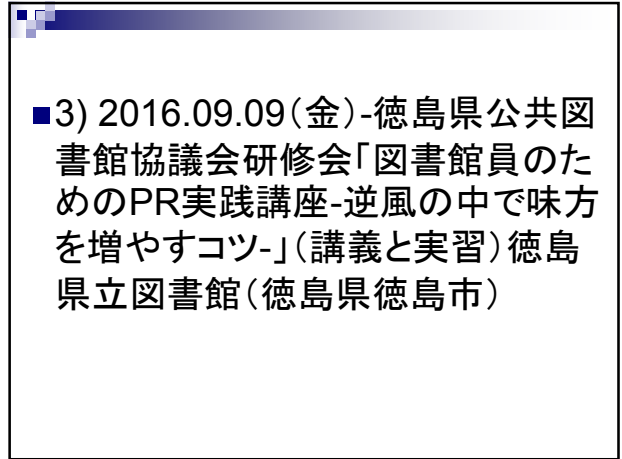 ■3) 2016.09.09(金)-徳島県公共図
書館協議会研修会「図書館員のた
めのPR実践講座-逆風の中で味方
を増やすコツ-」(講義と実習)徳島
県立図書館(徳島県徳島市)